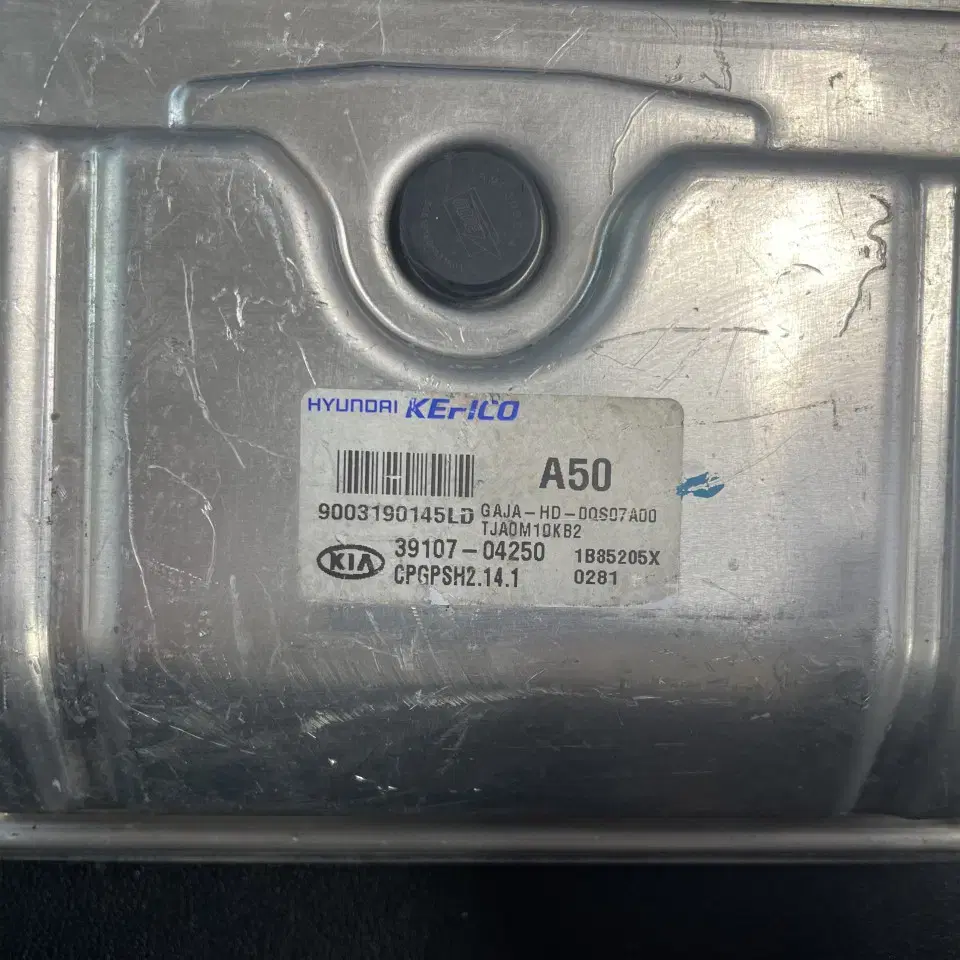 HYUNDAI KEFICO
A50
9003190145LD GAJA-HD-0QS07A00
TJA0M10KB2
KIA 39107-04250 1B85205X
CPGPSH2.14.1 0281